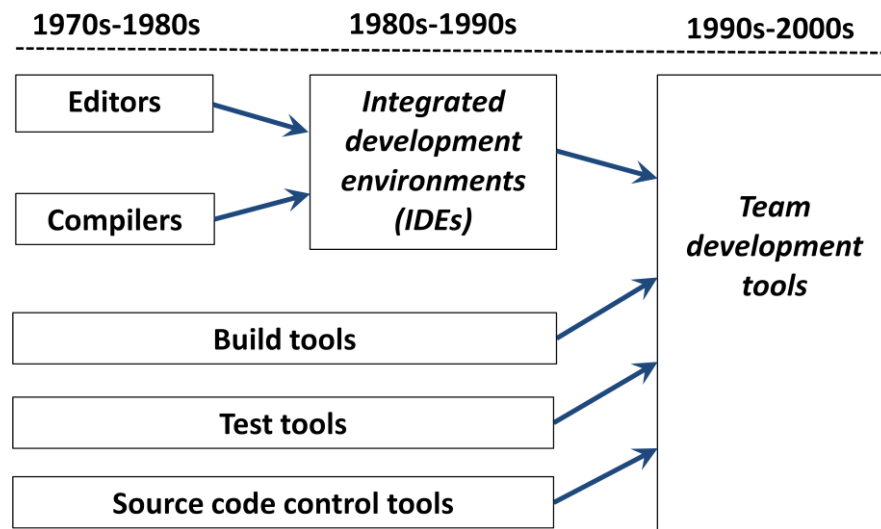 1970s-1980s
1980s-1990s
1990s-2000s
Editors
Compilers
Integrated
development
environments
(IDEs)
Team
development
tools
Build tools
Test tools
Source code control tools